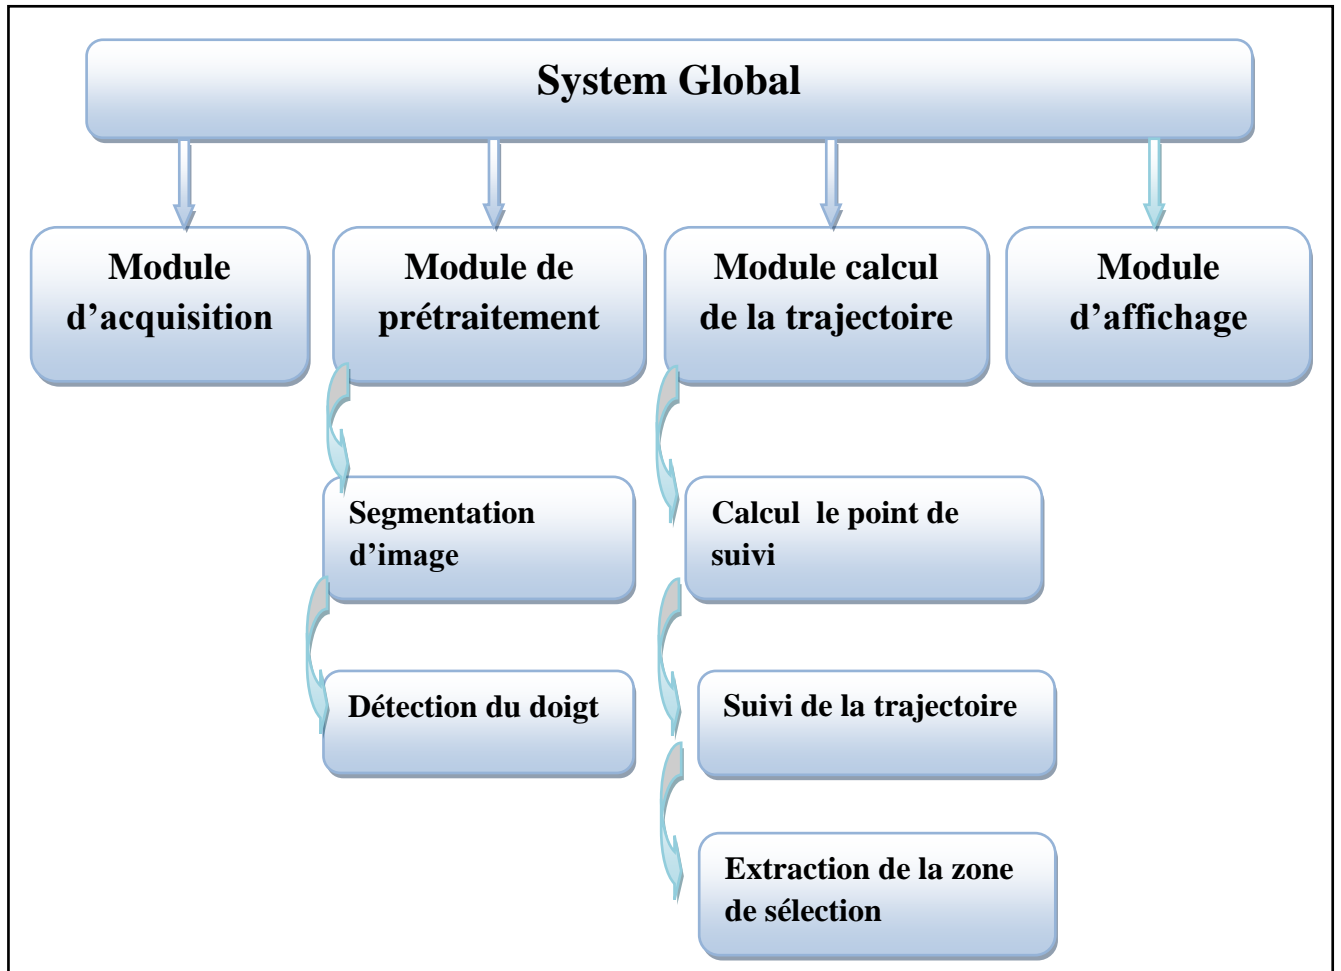 System Global
Module
d’acquisition
Module de
prétraitement
Module calcul
de la trajectoire
Module
d’affichage
Segmentation
d’image
Calcul  le point de
suivi
Détection du doigt
Suivi de la trajectoire
Extraction de la zone
de sélection